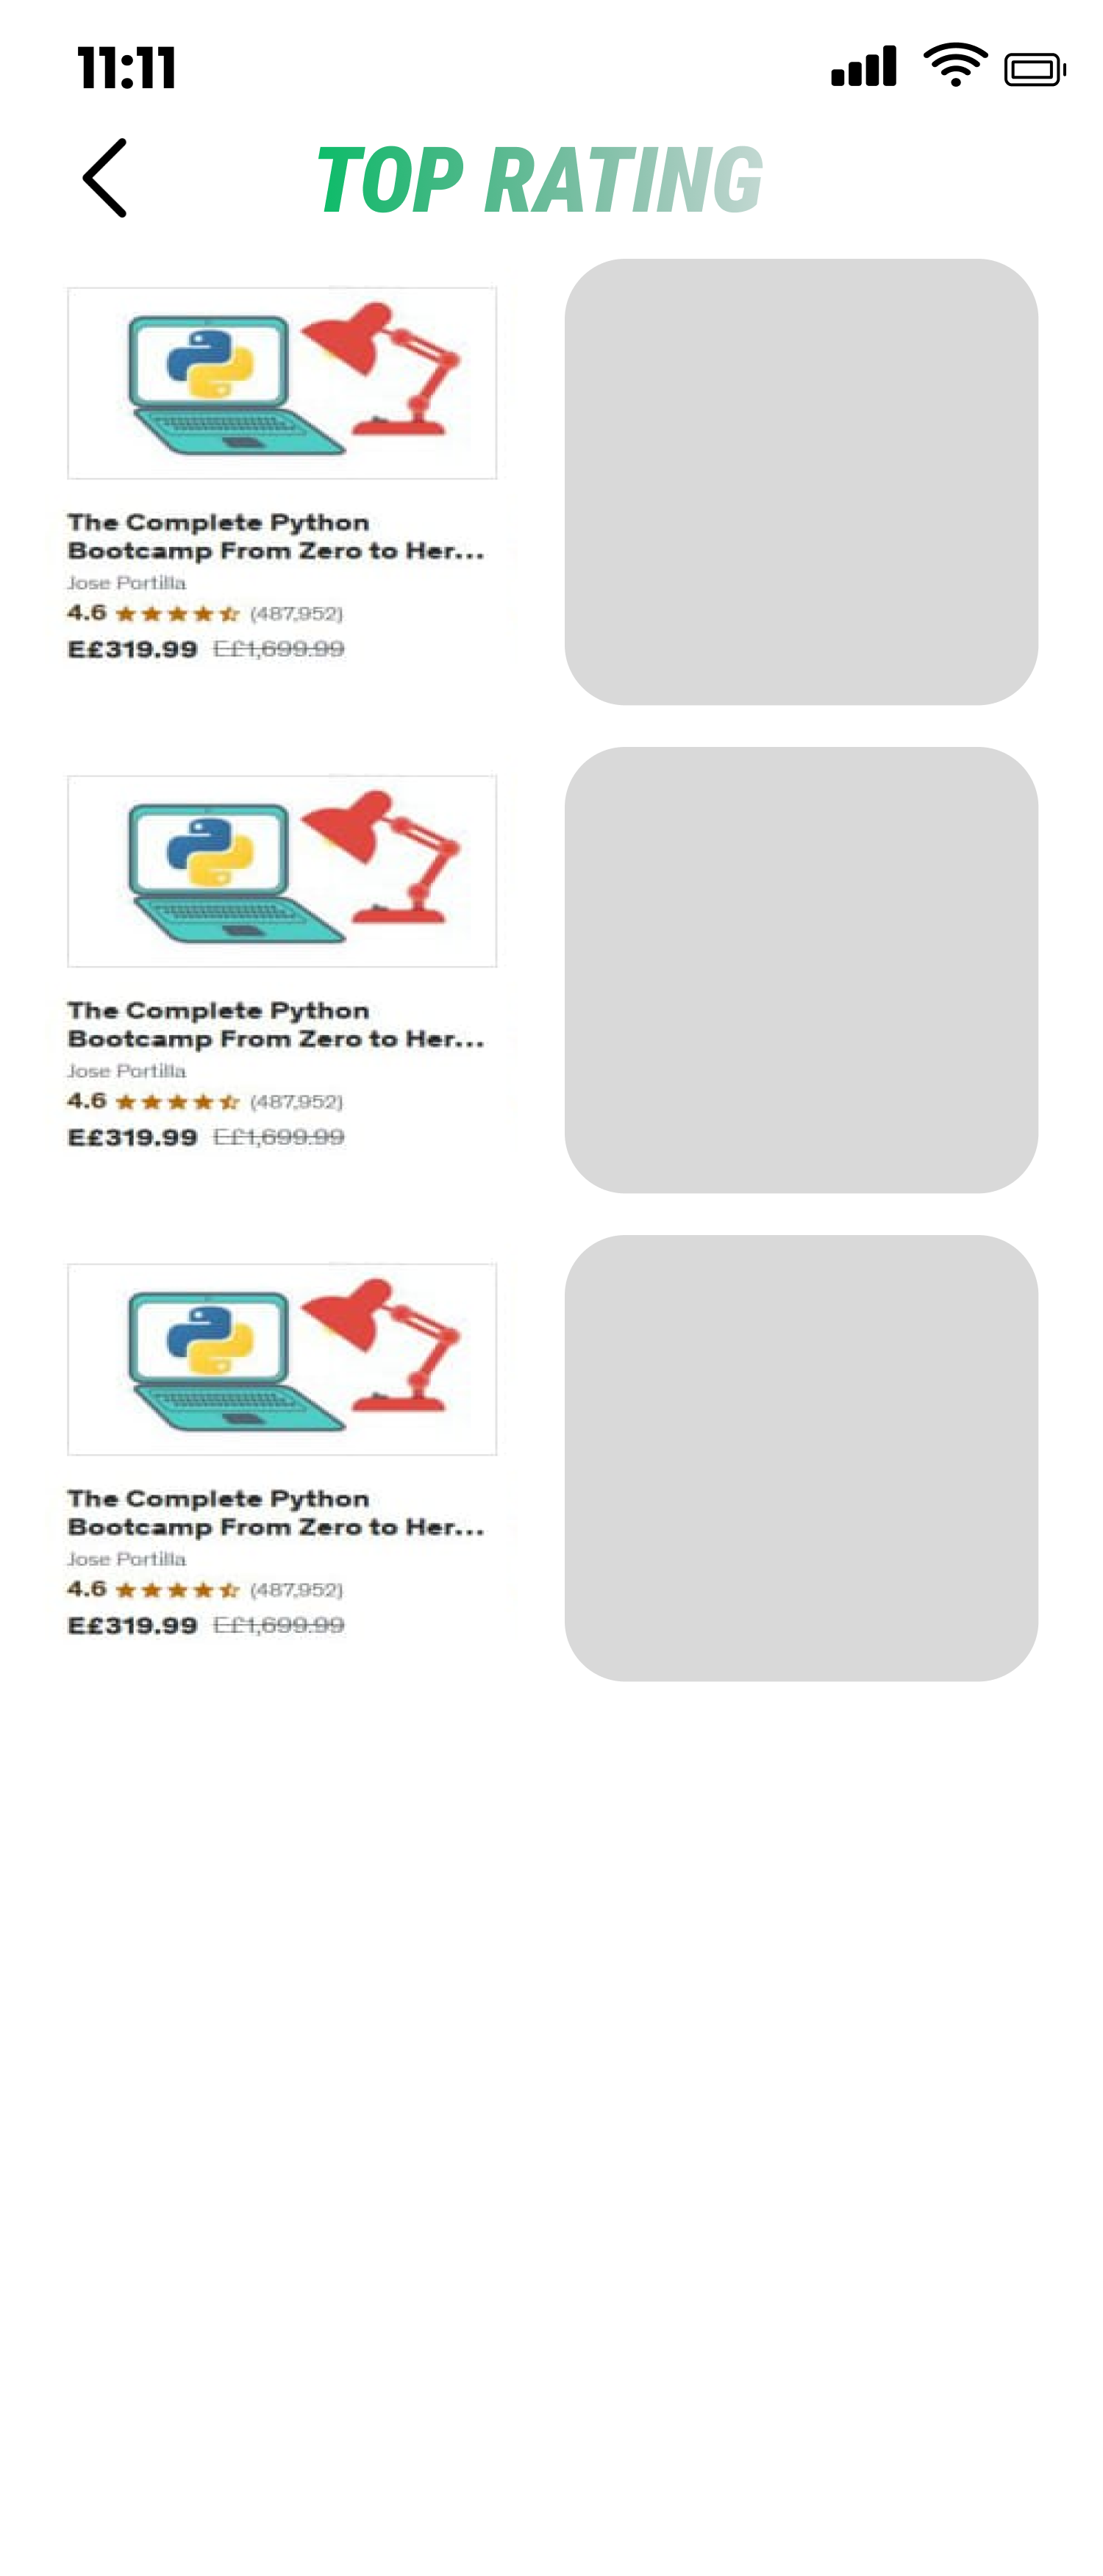 11:11
TOP RATING
The Complete Python
Bootcamp From Zero to Her...
Jose Portilla
4.6 (487,952)
E£319.99 E£1,699.99
The Complete Python
Bootcamp From Zero to Her...
Jose Portilla
4.6 (487,952)
E£319.99 E£1,699.99
The Complete Python
Bootcamp From Zero to Her...
Jose Portilla
4.6 (487,952)
E£319.99 E£1,699.99